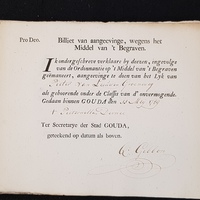 Pro Deo.
Billiet van aangeevinge, wegens het
Middel van 't Begraven.
Ik ondergeschreve verklaare by deezen, ingevolge
van de Ordonnantie op 't Middel van 't Begraven
geëmaneert, aangeevinge te doen van het Lyk van
als gehoorende onder de Classis van d' onvermogende.
Gedaan binnen GOUDA den
Ter Secretarye der Stad GOUDA,
geteekend op datum als boven.